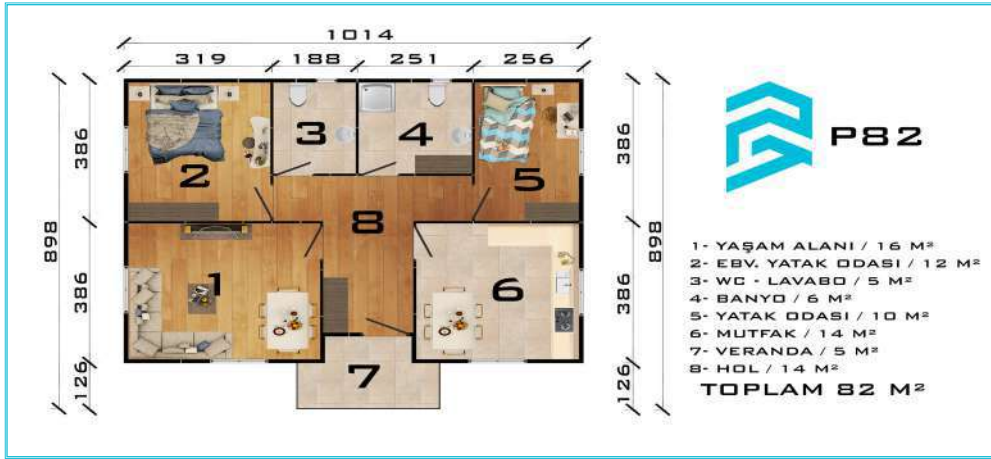 1014
319 188 251 256
386
386
126
898
386
386
126
898
1
2
3
4
5
6
7
8
P82
1- YAŞAM ALANI / 16 M²
2- EBV. YATAK ODASI / 12 M²
3- WC - LAVABO / 5 M²
4- BANYO / 6 M²
5- YATAK ODASI / 10 M²
6- MUTFAK / 14 M²
7- VERANDA / 5 M²
8- HOL / 14 M²
TOPLAM 82 M²